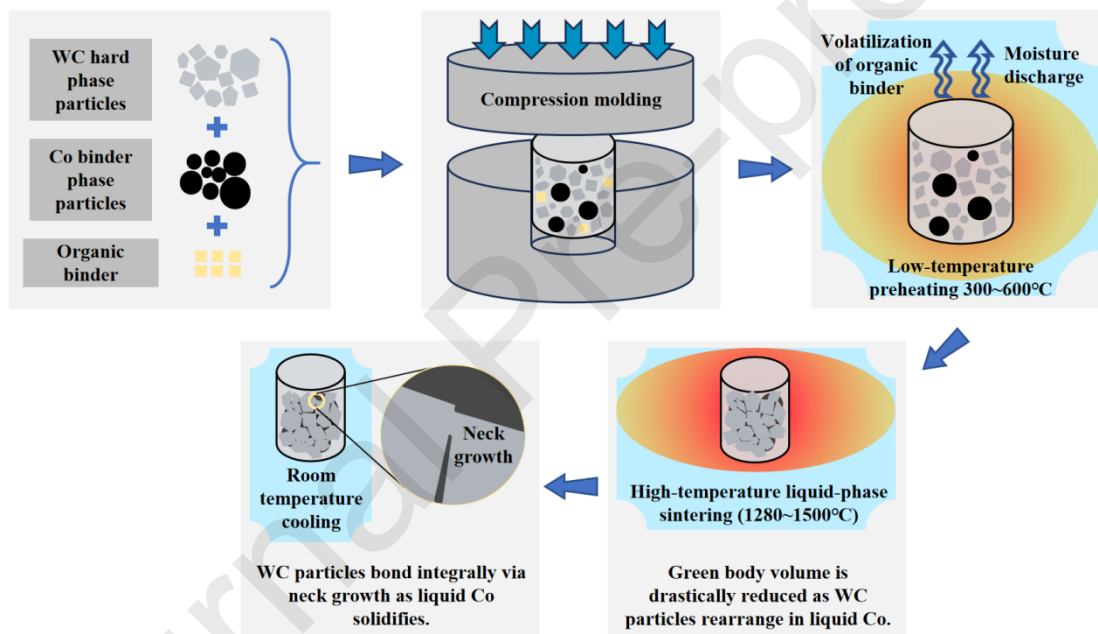 WC hard
phase
particles
Co binder
phase
particles
Organic
binder
Compression molding
Volatilization
of organic
binder
Moisture
discharge
Low-temperature
preheating 300~600°C
Neck
growth
Room
temperature
cooling
WC particles bond integrally via
neck growth as liquid Co
solidifies.
High-temperature liquid-phase
sintering (1280~1500°C)
Green body volume is
drastically reduced as WC
particles rearrange in liquid Co.